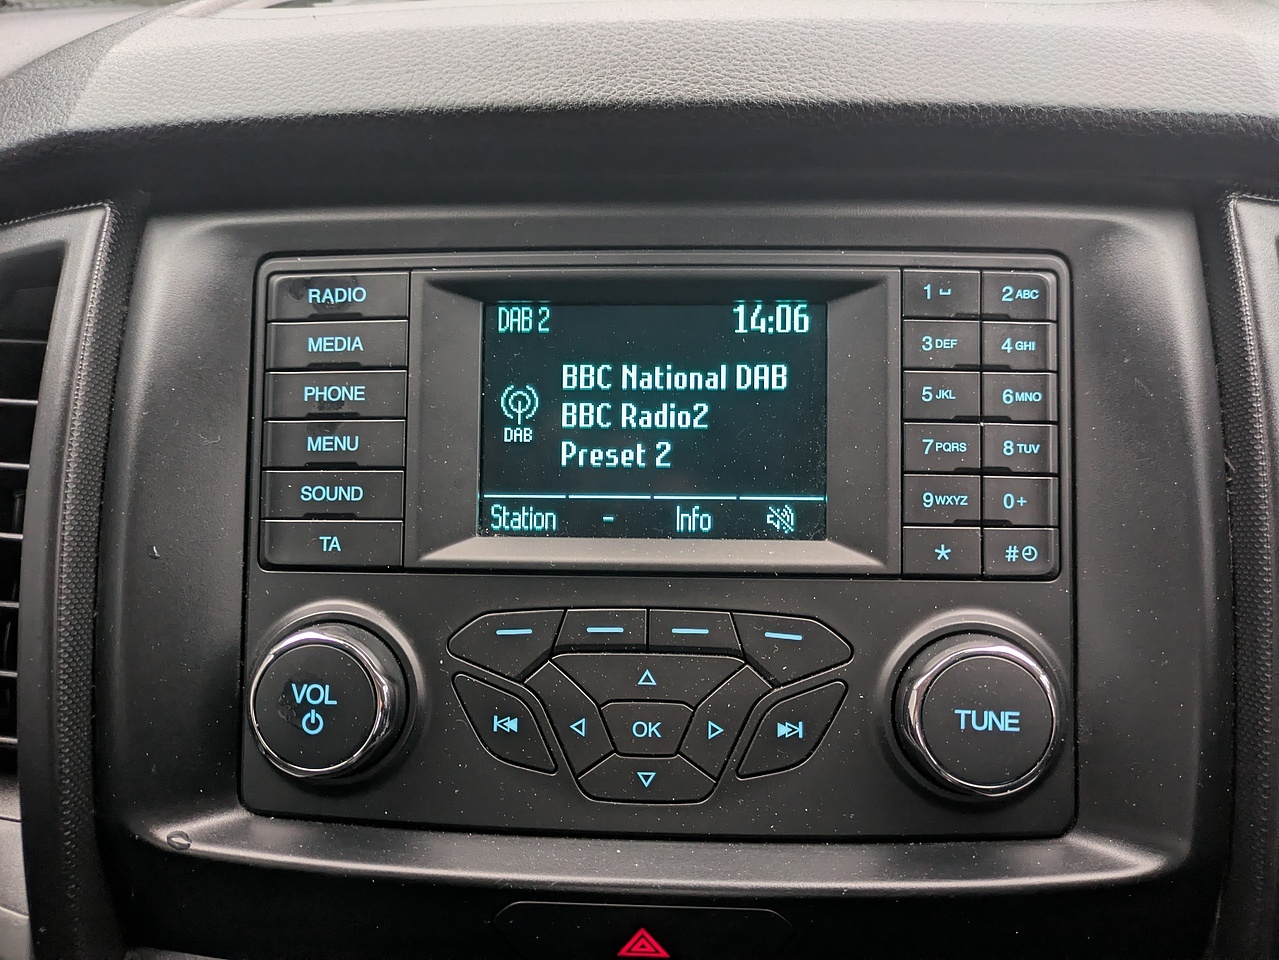 RADIO
MEDIA
PHONE
MENU
SOUND
TA
DAB 2
14:06
BBC National DAB
BBC Radio2
Preset 2
DAB
Station - Info
1
2 ABC
3 DEF
4 GHI
5 JKL
6 MNO
7 PQRS
8 TUV
9 WXYZ
0 +
*
#
VOL
OK
TUNE